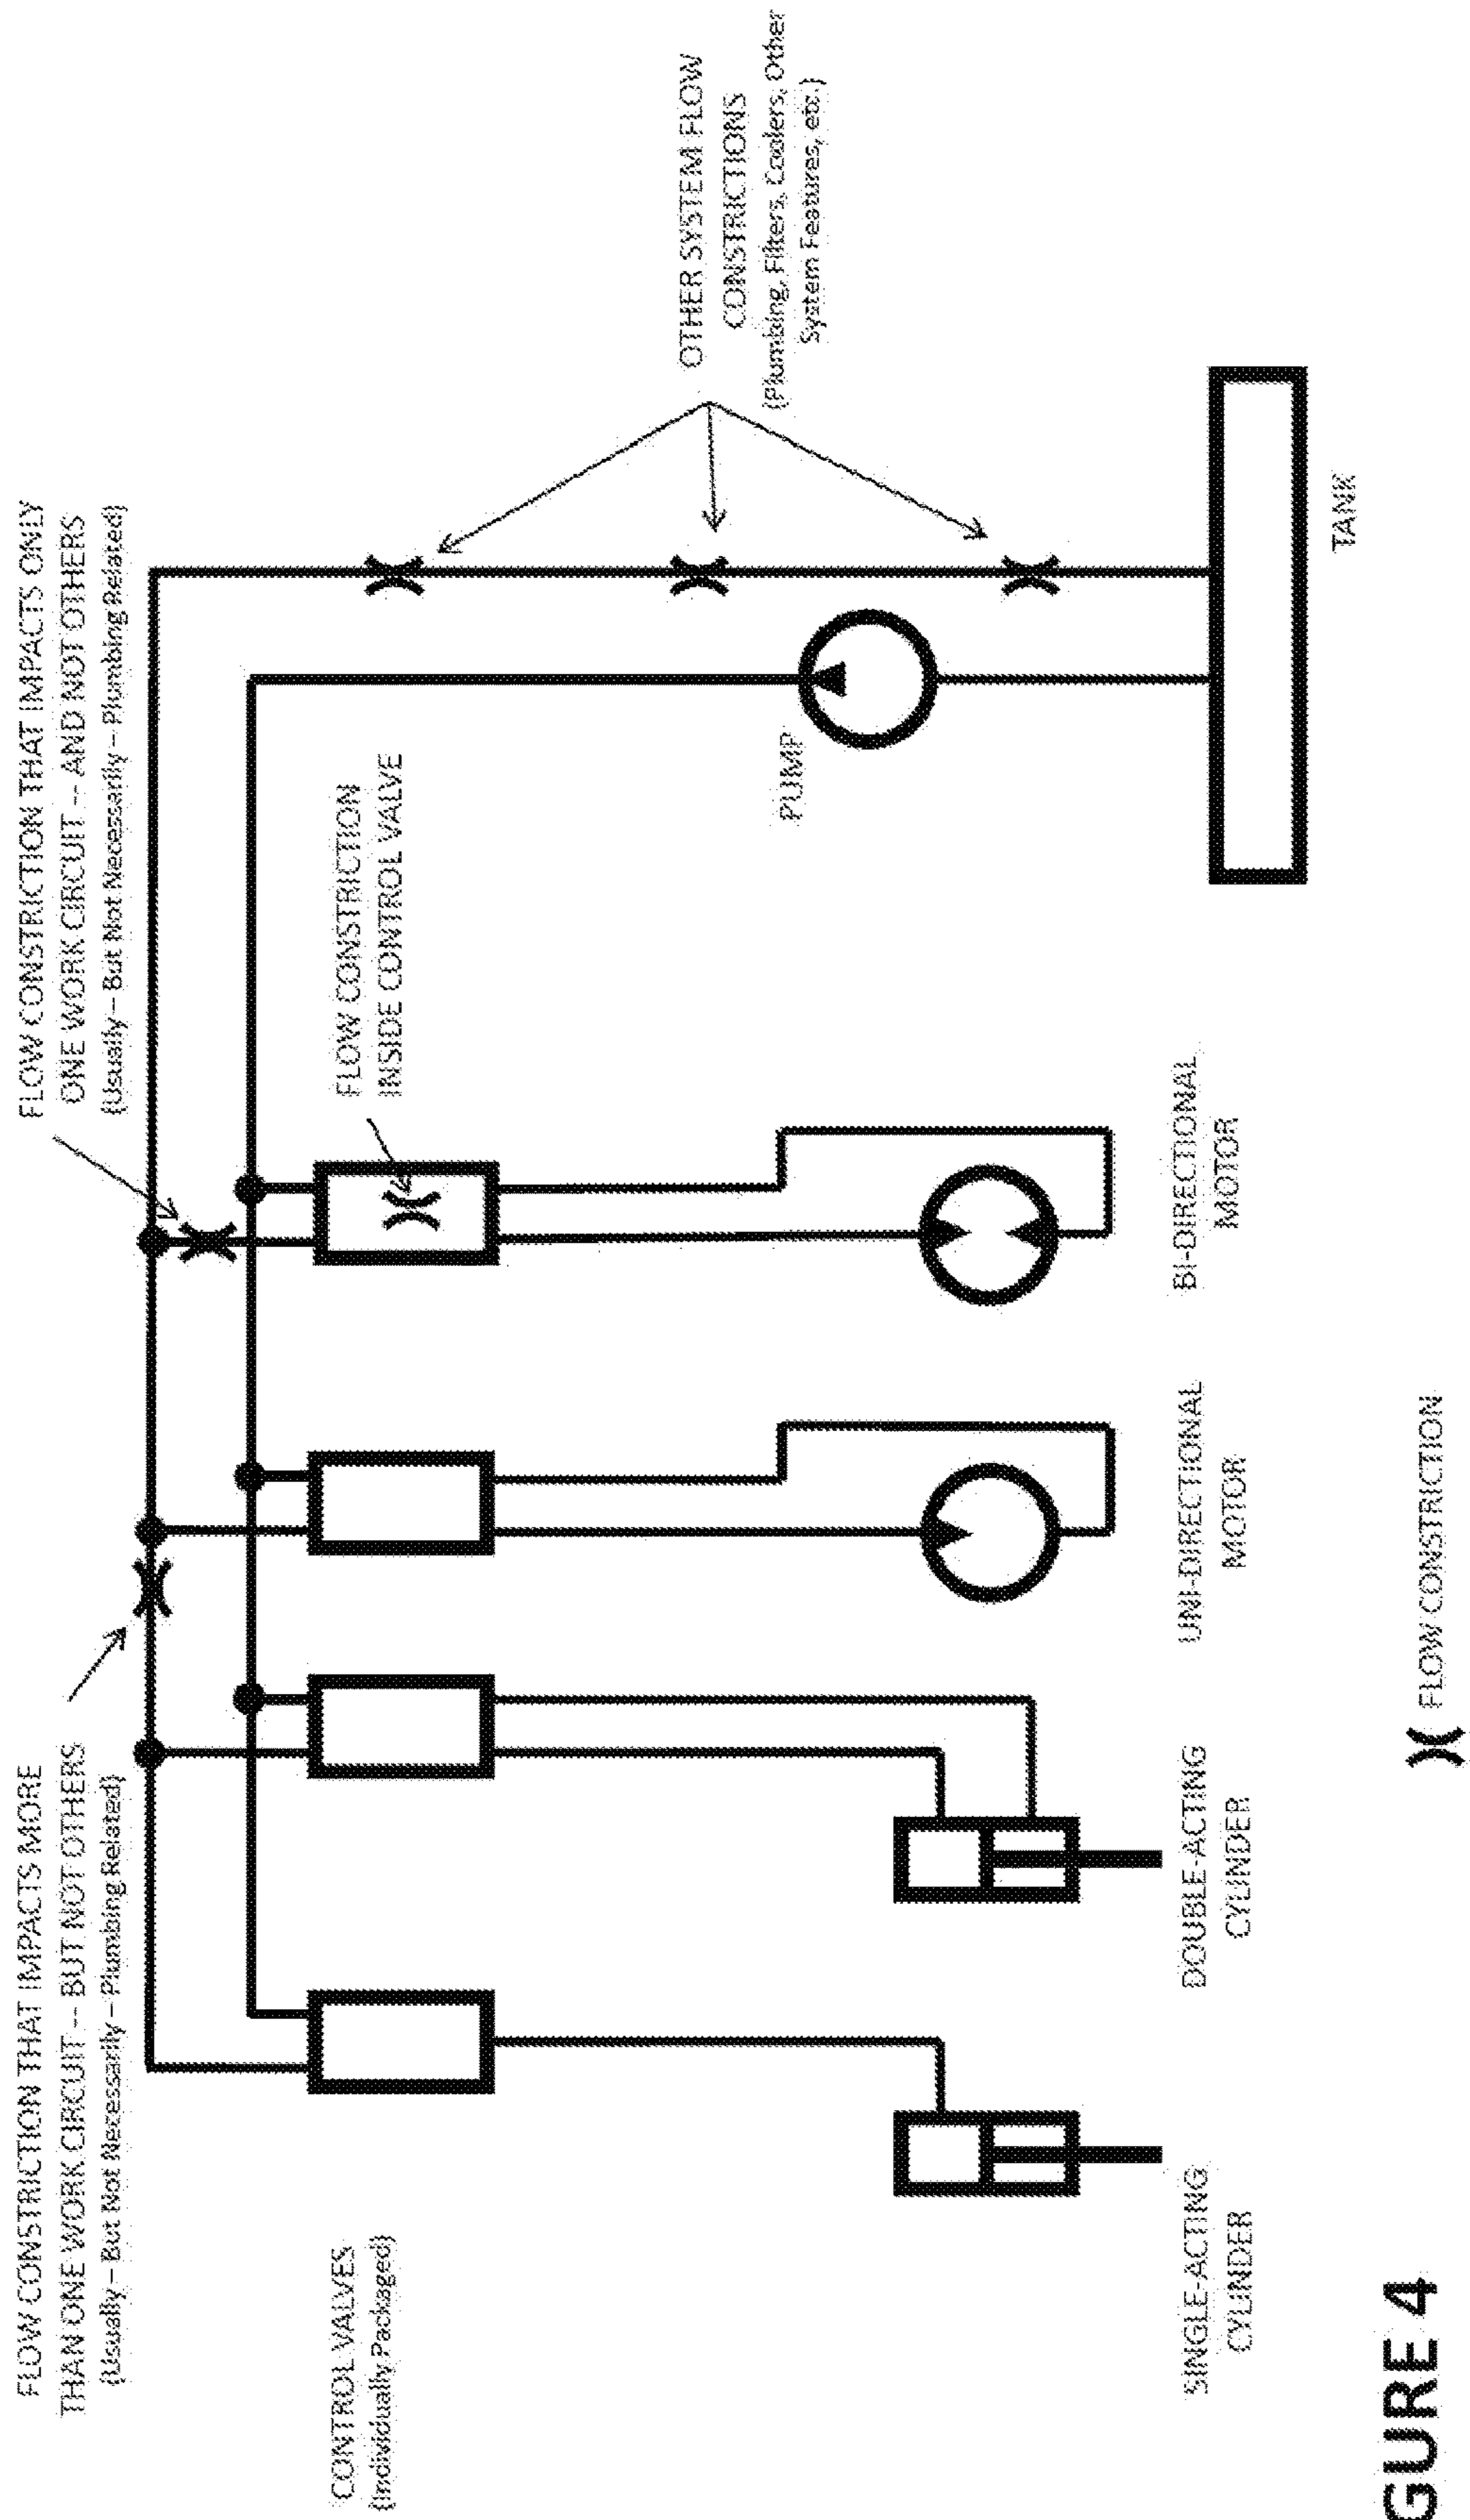 FLOW CONSTRICTION THAT IMPACTS MORE
THAN ONE WORK CIRCUIT -- BUT NOT OTHERS
(Usually – But Not Necessarily – Plumbing Related)
FLOW CONSTRICTION THAT IMPACTS ONLY
ONE WORK CIRCUIT -- AND NOT OTHERS
(Usually – But Not Necessarily – Plumbing Related)
CONTROL VALVES
(Individually Packaged)
FLOW CONSTRICTION
INSIDE CONTROL VALVE
OTHER SYSTEM FLOW
CONSTRICTIONS
(Plumbing, Filters, Coolers, Other
System Features, etc.)
PUMP
SINGLE-ACTING
CYLINDER
DOUBLE-ACTING
CYLINDER
UNI-DIRECTIONAL
MOTOR
BI-DIRECTIONAL
MOTOR
TANK
GURE 4
FLOW CONSTRICTION